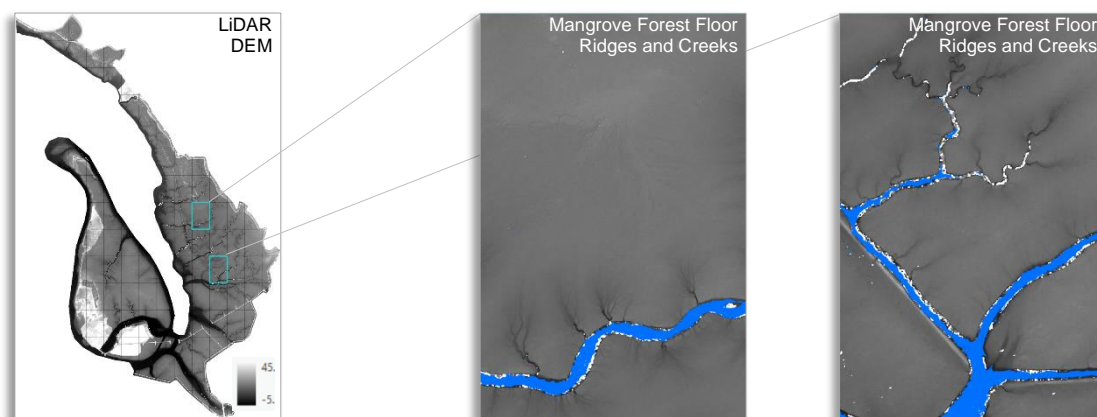 LiDAR
DEM
45.
-5.
Mangrove Forest Floor
Ridges and Creeks
Mangrove Forest Floor
Ridges and Creeks